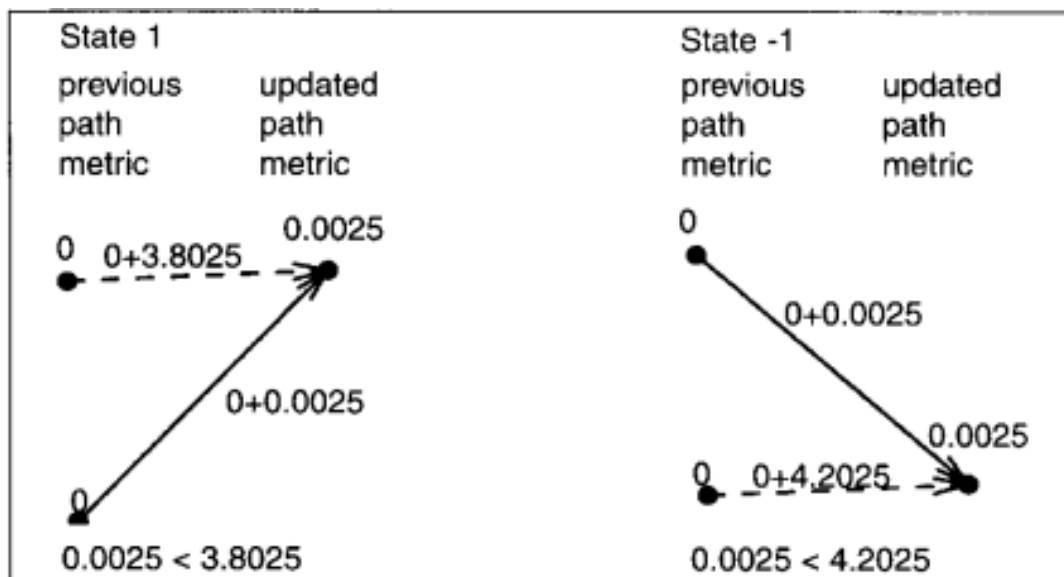 State 1
previous updated
path path
metric metric
0 0+3.8025 0.0025
0+0.0025
0
0.0025 < 3.8025
State -1
previous updated
path path
metric metric
0
0+0.0025
0.0025
0 0+4.2025
0.0025 < 4.2025